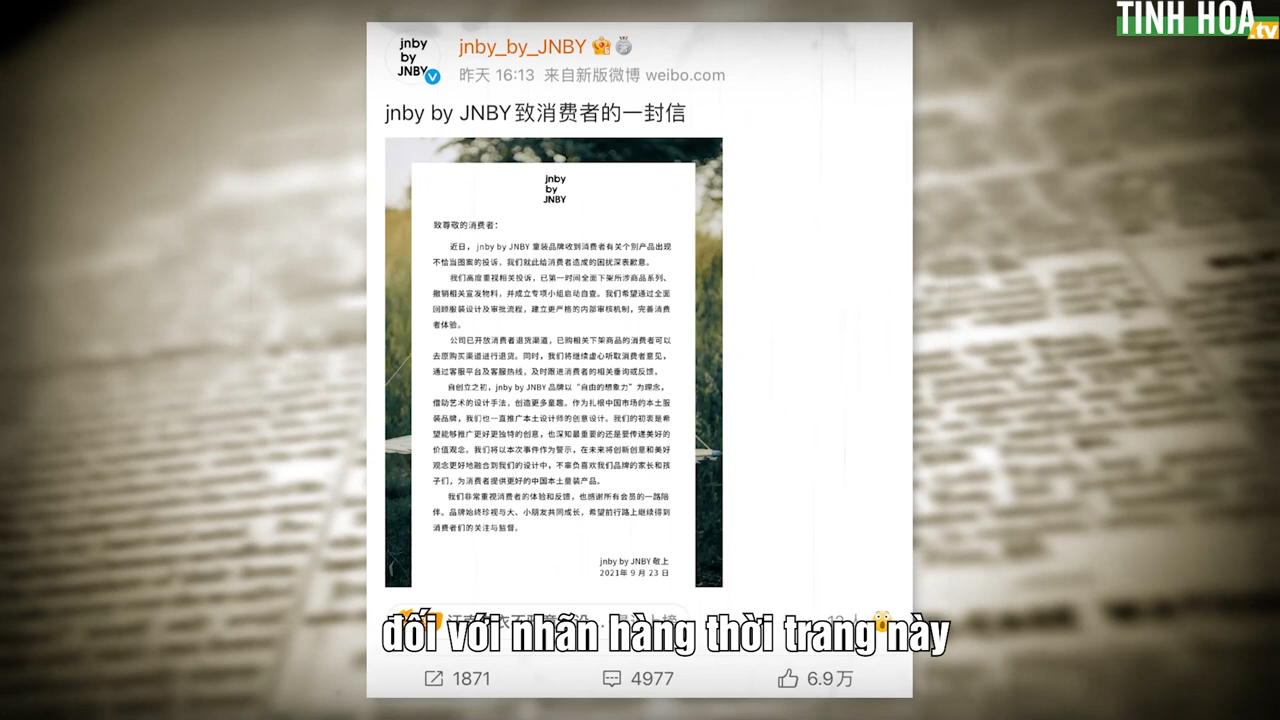 TINH HOA
.tv
jnby
by
JNBY
jnby_by_JNBY
昨天 16:13 来自新版微博 weibo.com
jnby by JNBY致消费者的一封信
jnby
by
JNBY
致尊敬的消费者：
近日，jnby by JNBY 童装品牌收到消费者有关个别产品出现
不恰当图案的投诉，我们就此给消费者造成的困扰深表歉意。
我们高度重视相关投诉，已第一时间全面下架所涉商品系列、
撤销相关宣发物料，并成立专项小组启动自查。我们希望通过全面
回顾服装设计及审批流程，建立更严格的内部审核机制，完善消费
者体验。
公司已开放消费者退货渠道，已购相关下架商品的消费者可以
去原购买渠道进行退货。同时，我们将继续虚心听取消费者意见，
通过客服平台及客服热线，及时跟进消费者的相关垂询或反馈。
自创立之初，jnby by JNBY 品牌以“自由的想象力”为理念，
借助艺术的设计手法，创造更多童趣。作为扎根中国市场的本土服
装品牌，我们也一直推广本土设计师的创意设计。我们的初衷是希
望能够推广更好更独特的创意，也深知最重要的还是要传递美好的
价值观念。我们将以本次事件作为警示，在未来将创新创意和美好
观念更好地融合到我们的设计中，不辜负喜欢我们品牌的家长和孩
子们，为消费者提供更好的中国本土童装产品。
我们非常重视消费者的体验和反馈，也感谢所有会员的一路陪
伴。品牌始终珍视与大、小朋友共同成长，希望前行路上继续得到
消费者们的关注与监督。
jnby by JNBY 敬上
2021年 9 月 23 日
đối với nhãn hàng thời trang này
1871 4977 6.9万